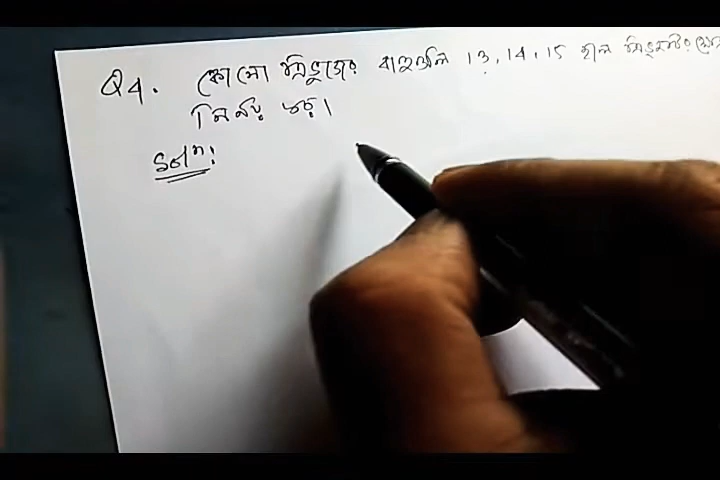 Q4. কোনো ত্রিভুজের বাহুগুলি 13, 14, 15 হলে ত্রিভুজটির
নির্ণয় কর।
Solⁿ: